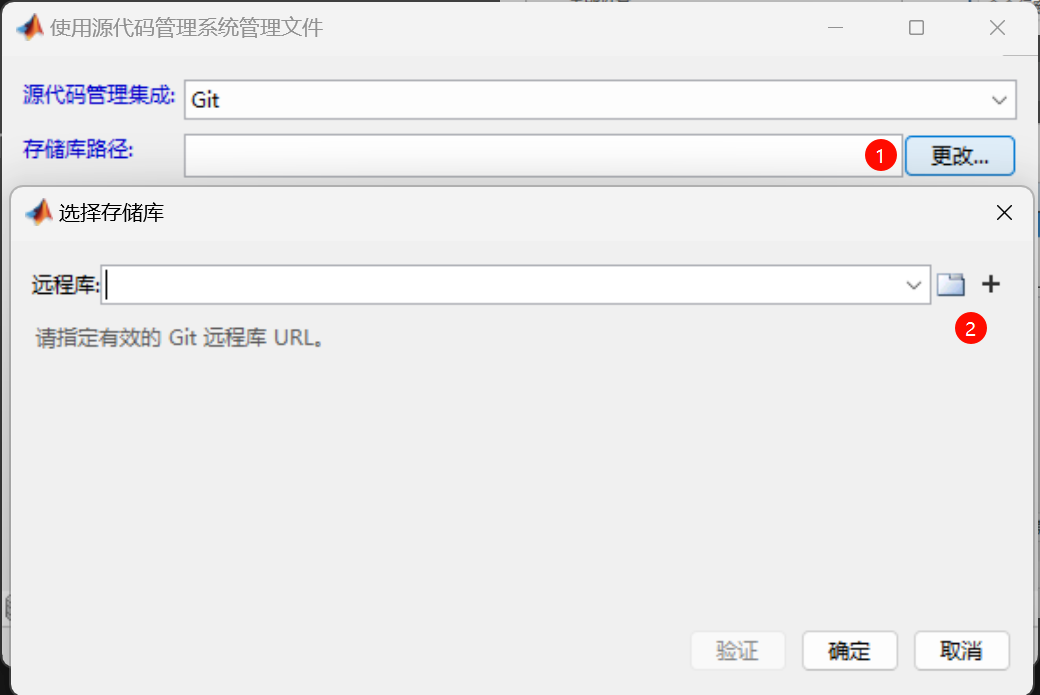 使用源代码管理系统管理文件
源代码管理集成: Git
存储库路径: 1 更改...
选择存储库
远程库:
2
请指定有效的 Git 远程库 URL。
验证 确定 取消